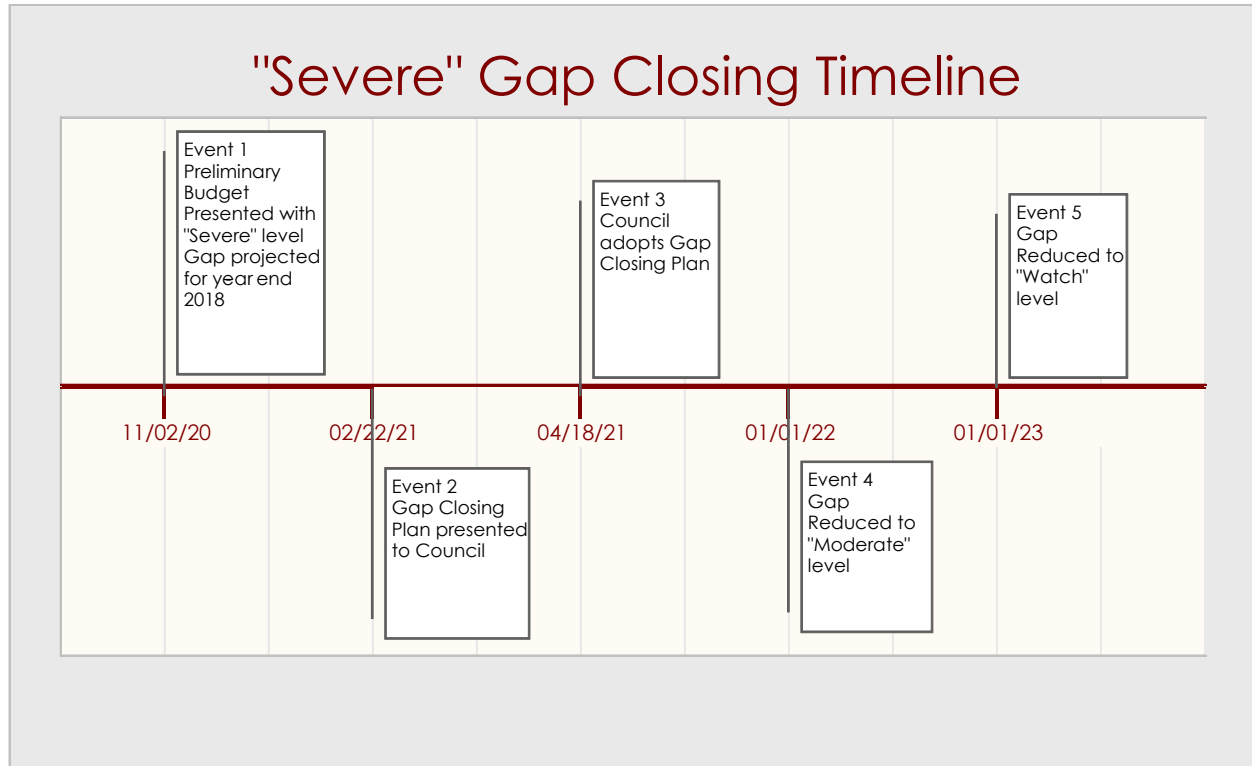 "Severe" Gap Closing Timeline
Event 1
Preliminary
Budget
Presented with
"Severe" level
Gap projected
for year end
2018
Event 3
Council
adopts Gap
Closing Plan
Event 5
Gap
Reduced to
"Watch"
level
11/02/20
02/22/21
04/18/21
01/01/22
01/01/23
Event 2
Gap Closing
Plan presented
to Council
Event 4
Gap
Reduced to
"Moderate"
level